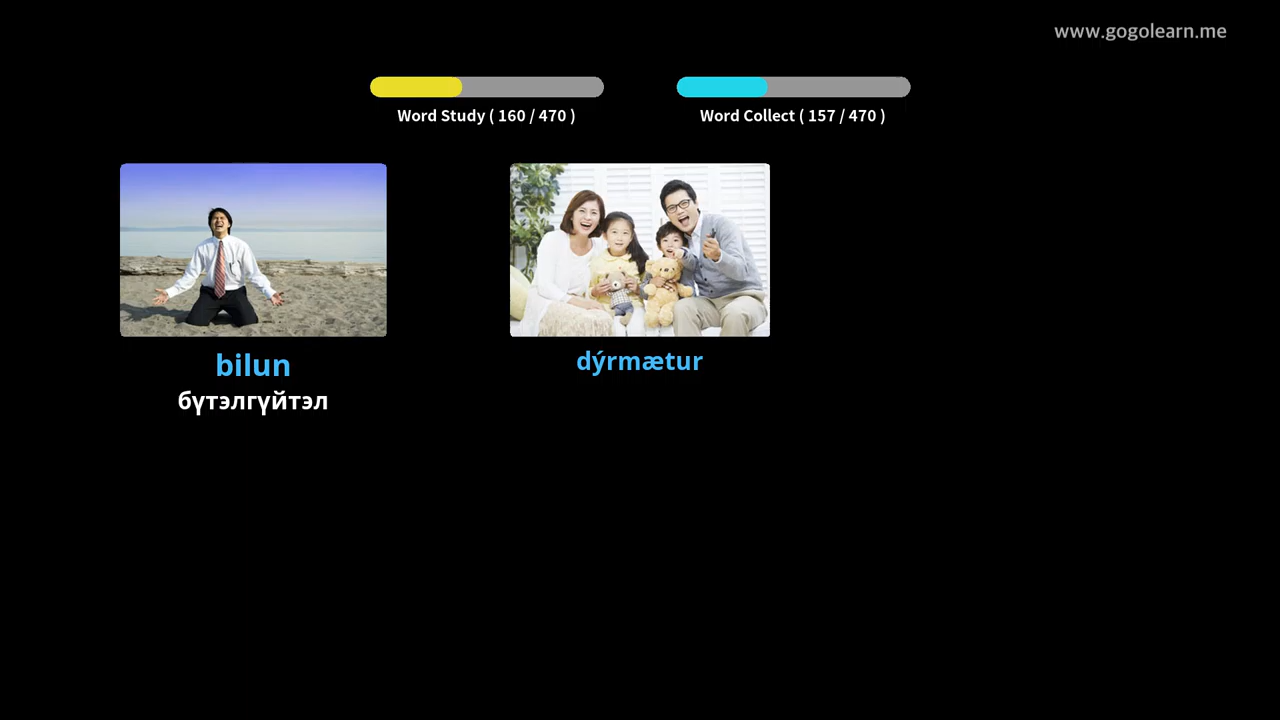 www.gogolearn.me
Word Study ( 160 / 470 )
Word Collect ( 157 / 470 )
bilun
бүтэлгүйтэл
dýrmætur